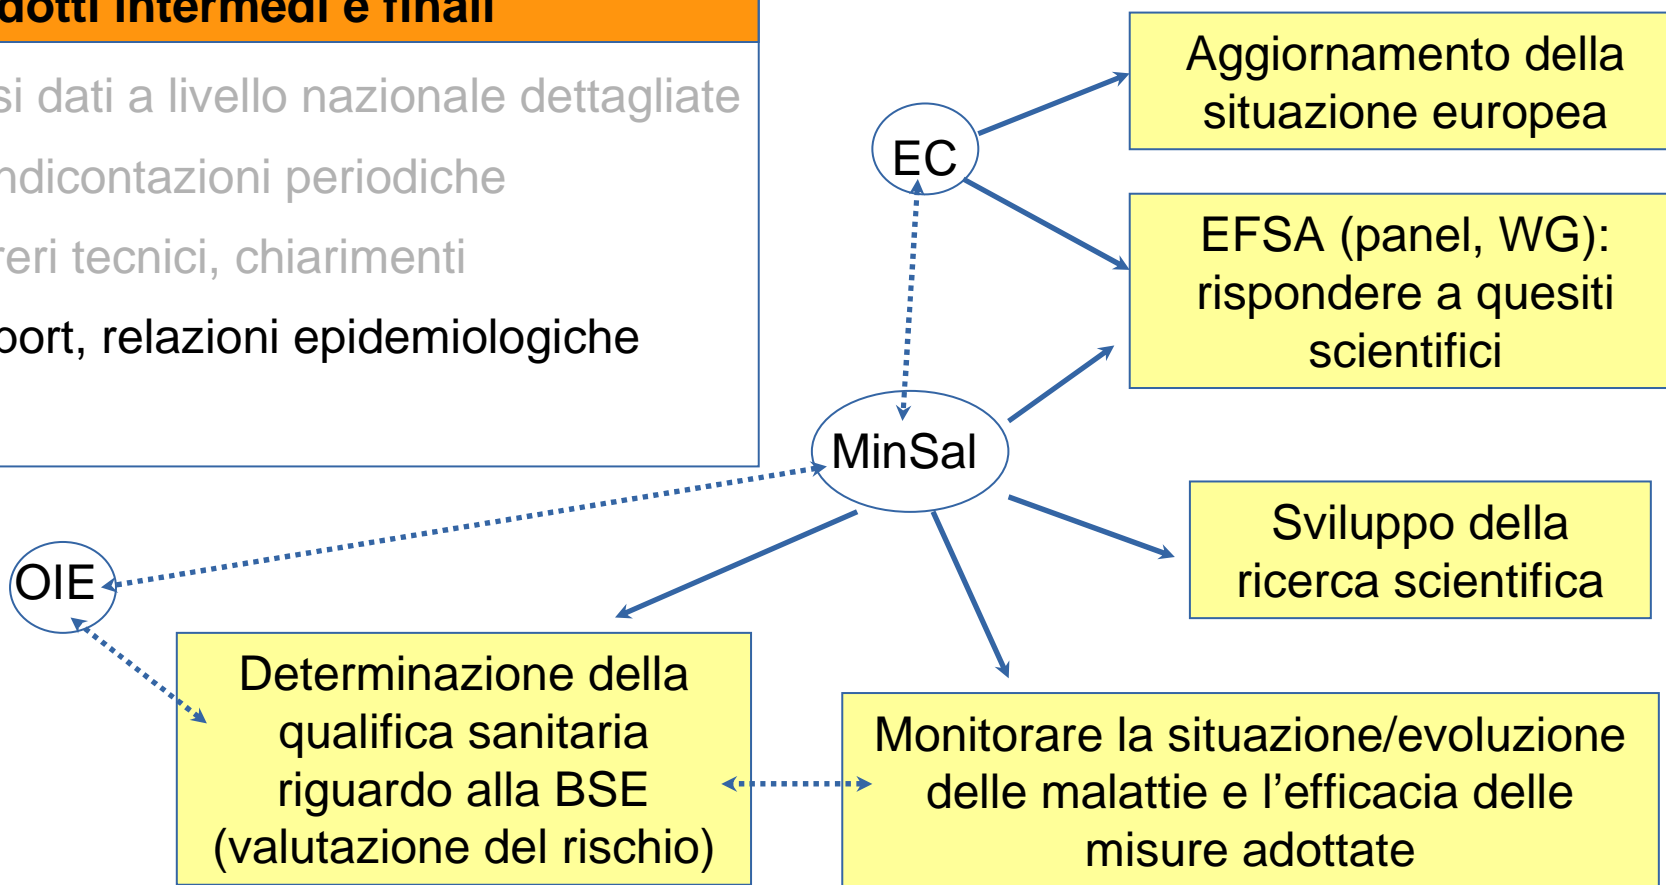 dotti intermedi e finali
si dati a livello nazionale dettagliate
ndicontazioni periodiche
reri tecnici, chiarimenti
port, relazioni epidemiologiche
EC
Aggiornamento della
situazione europea
EFSA (panel, WG):
rispondere a quesiti
scientifici
MinSal
OIE
Sviluppo della
ricerca scientifica
Determinazione della
qualifica sanitaria
riguardo alla BSE
(valutazione del rischio)
Monitorare la situazione/evoluzione
delle malattie e l’efficacia delle
misure adottate